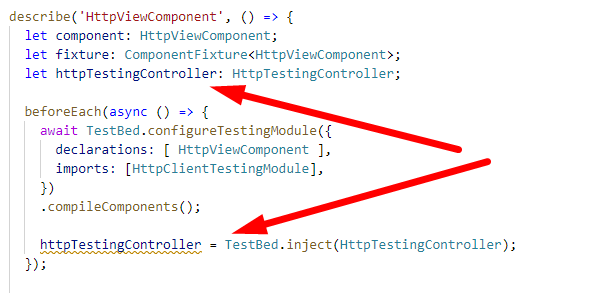 describe('HttpViewComponent', () => {
let component: HttpViewComponent;
let fixture: ComponentFixture<HttpViewComponent>;
let httpTestingController: HttpTestingController;
beforeEach(async () => {
await TestBed.configureTestingModule({
declarations: [ HttpViewComponent ],
imports: [HttpClientTestingModule],
})
.compileComponents();
httpTestingController = TestBed.inject(HttpTestingController);
});